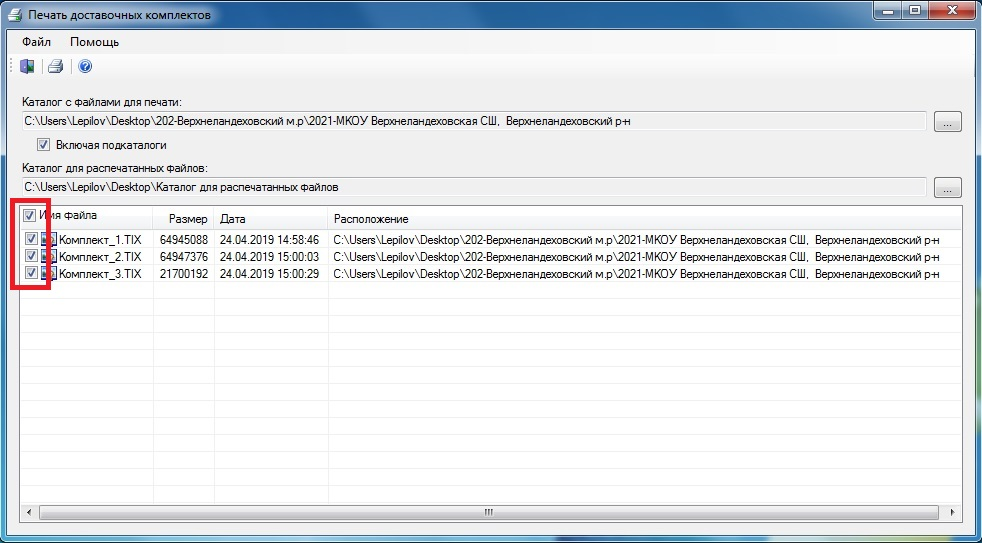 Печать доставочных комплектов
Файл Помощь
Каталог с файлами для печати:
C:\Users\Lepilov\Desktop\202-Верхнеландеховский м.р\2021-МКОУ Верхнеландеховская СШ, Верхнеландеховский р-н
...
Включая подкаталоги
Каталог для распечатанных файлов:
C:\Users\Lepilov\Desktop\Каталог для распечатанных файлов
...
Имя Файла Размер Дата Расположение
Комплект_1.TIX 64945088 24.04.2019 14:58:46 C:\Users\Lepilov\Desktop\202-Верхнеландеховский м.р\2021-МКОУ Верхнеландеховская СШ, Верхнеландеховский р-н
Комплект_2.TIX 64947376 24.04.2019 15:00:03 C:\Users\Lepilov\Desktop\202-Верхнеландеховский м.р\2021-МКОУ Верхнеландеховская СШ, Верхнеландеховский р-н
Комплект_3.TIX 21700192 24.04.2019 15:00:29 C:\Users\Lepilov\Desktop\202-Верхнеландеховский м.р\2021-МКОУ Верхнеландеховская СШ, Верхнеландеховский р-н